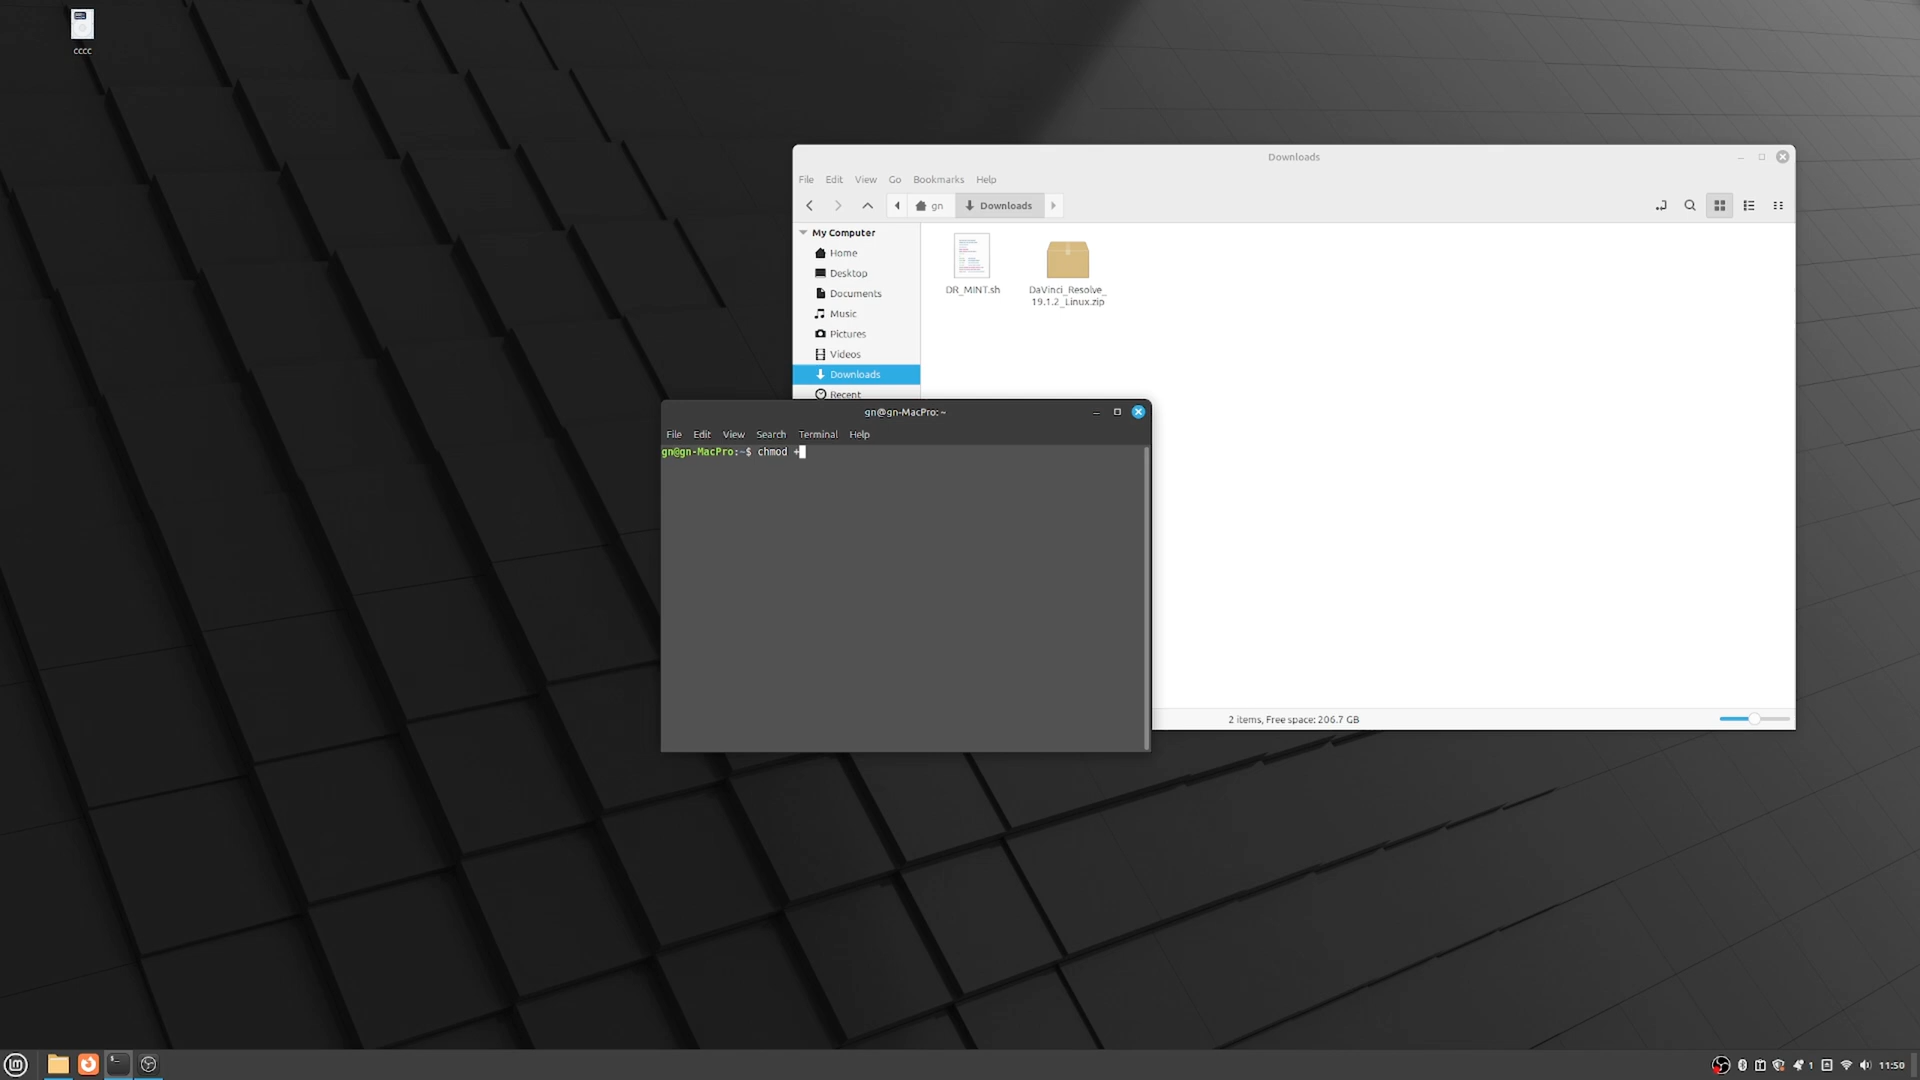 cccc
Downloads
File Edit View Go Bookmarks Help
gn Downloads
My Computer
Home
Desktop
Documents
Music
Pictures
Videos
Downloads
Recent
DR_MINT.sh
DaVinci_Resolve_
19.1.2_Linux.zip
2 items, Free space: 206.7 GB
gn@gn-MacPro: ~
File Edit View Search Terminal Help
gn@gn-MacPro:~$ chmod +
1
11:50